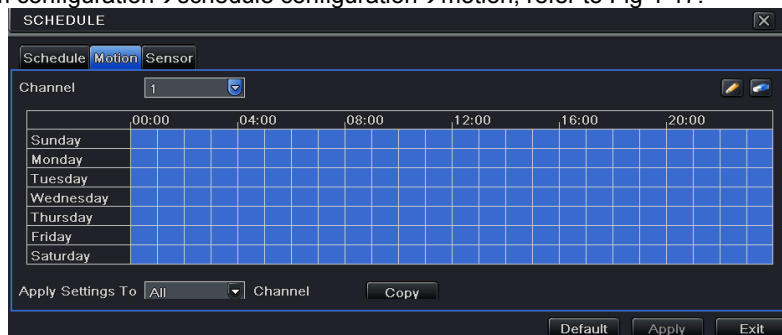 configuration→schedule configuration→motion, refer to Fig 4-17:
SCHEDULE
Schedule Motion Sensor
Channel 1
00:00 04:00 08:00 12:00 16:00 20:00
Sunday
Monday
Tuesday
Wednesday
Thursday
Friday
Saturday
Apply Settings To All Channel Copy
Default Apply Exit